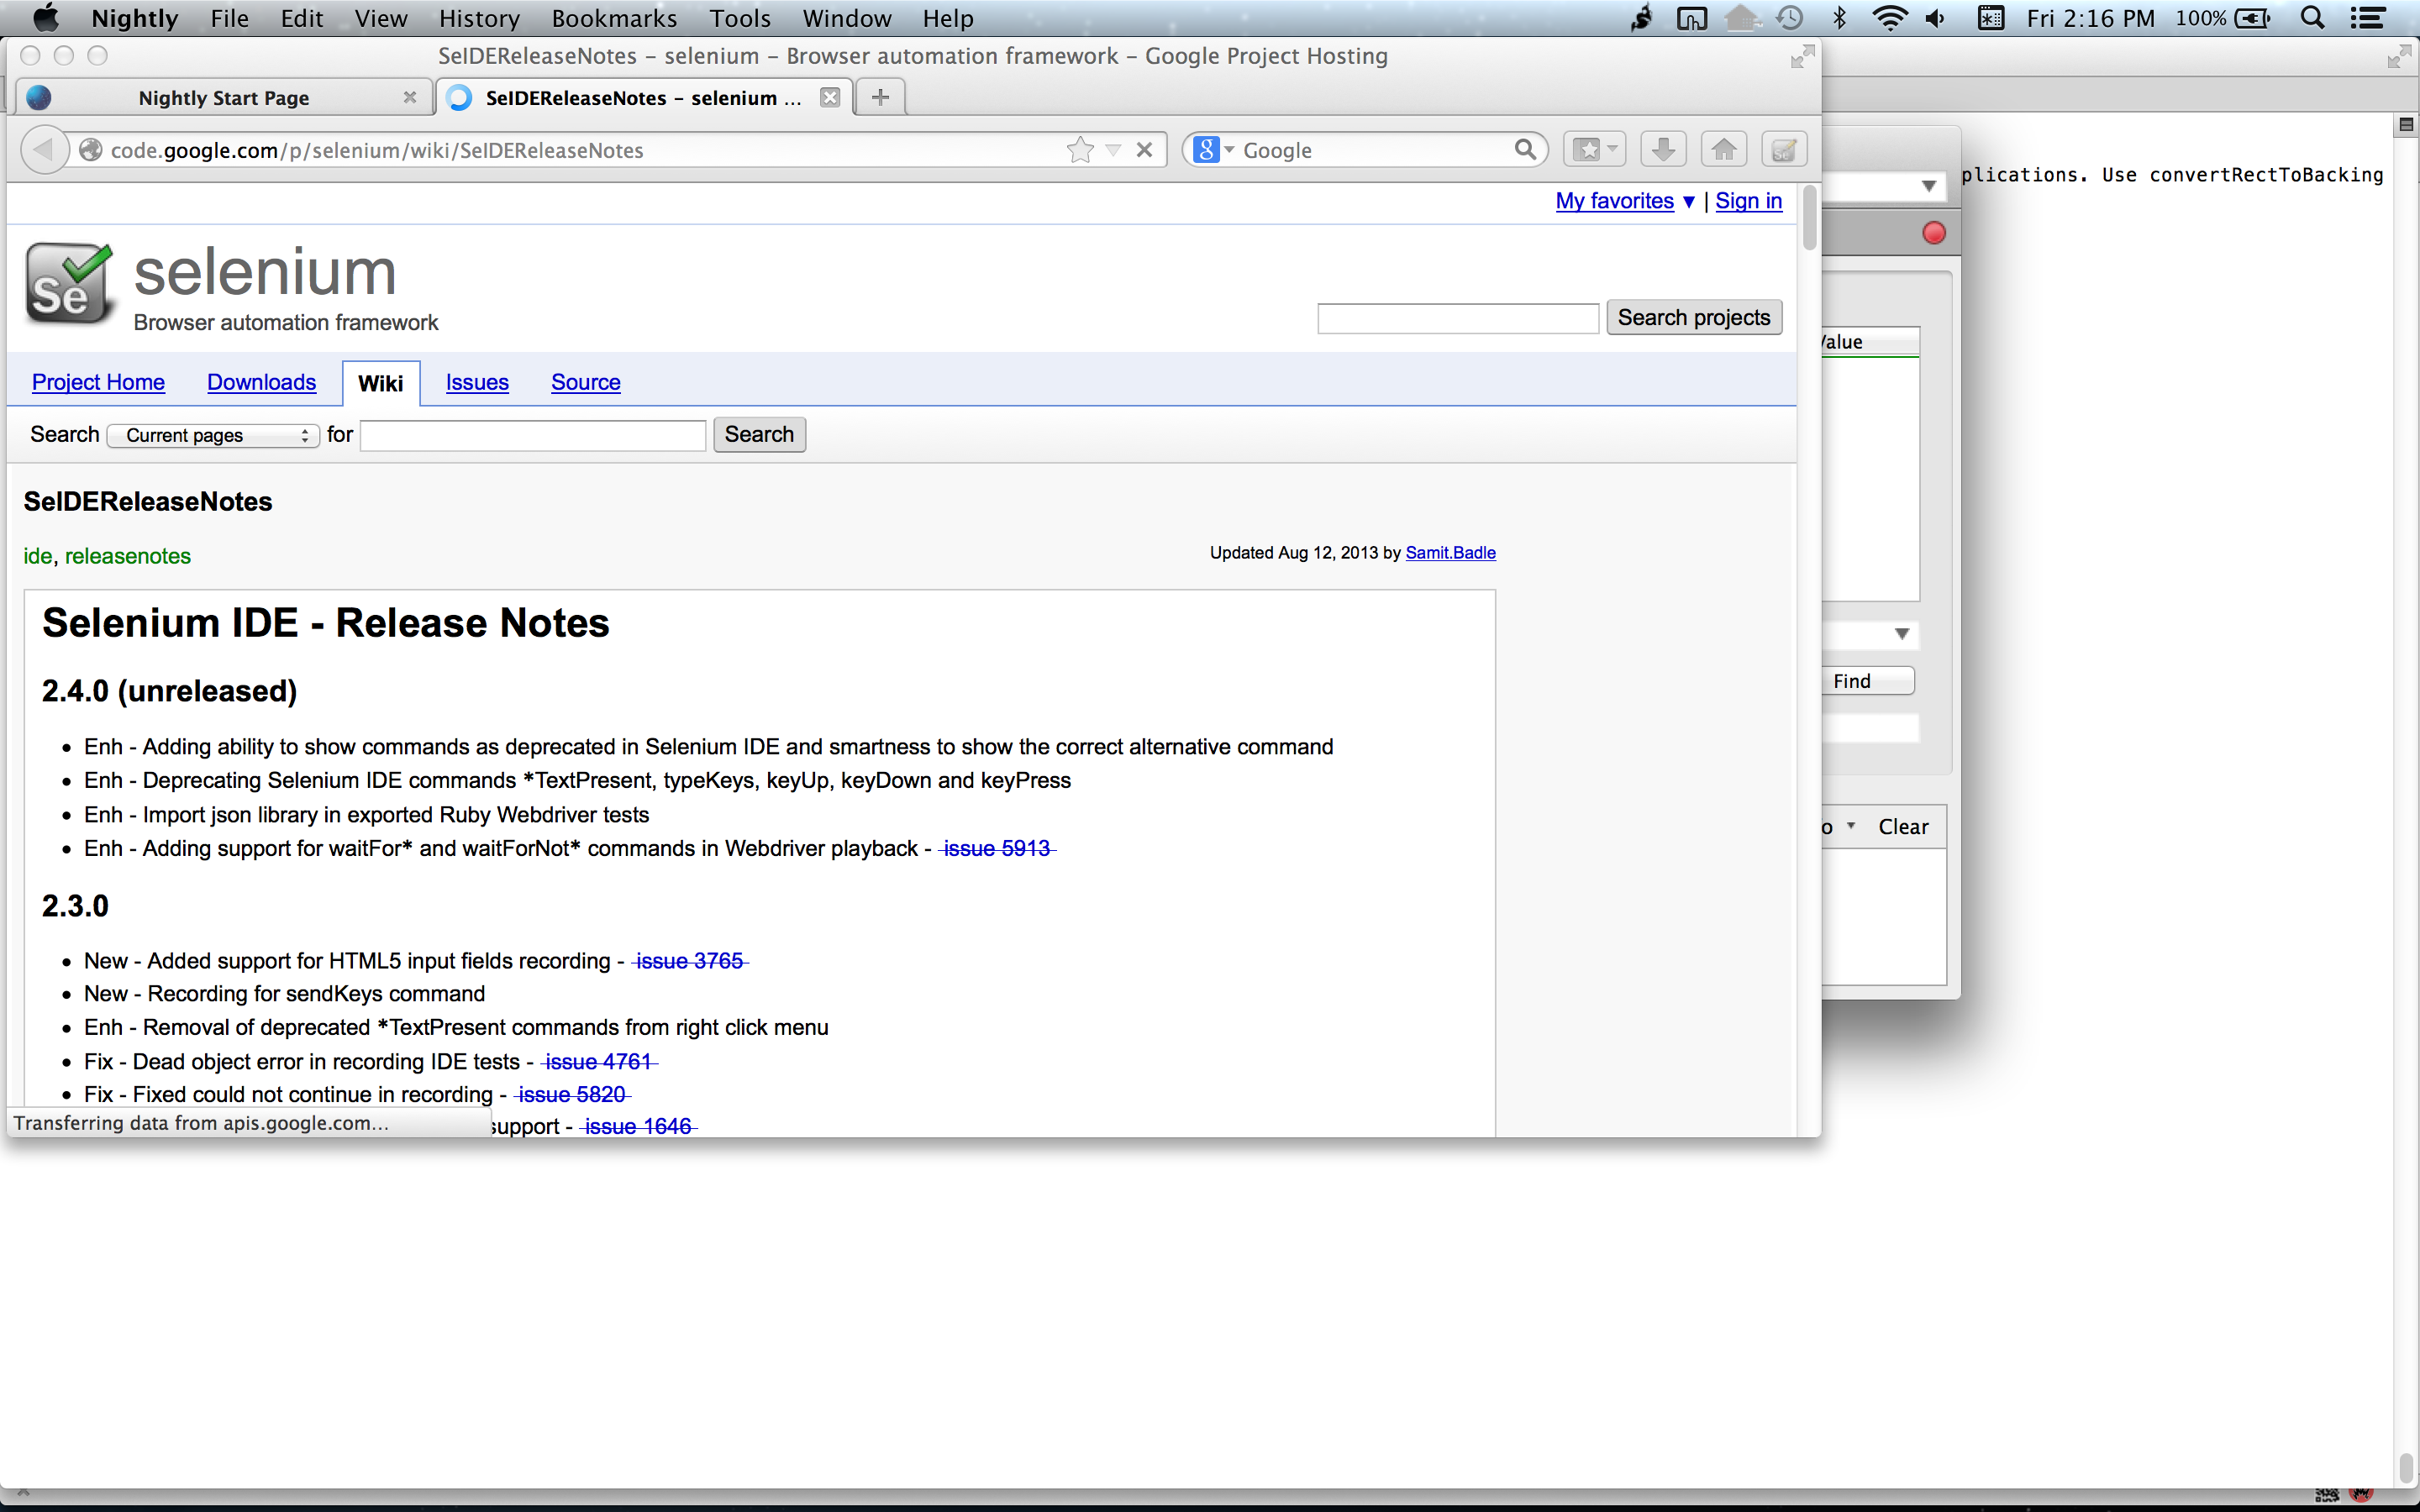 Nightly File Edit View History Bookmarks Tools Window Help Fri 2:16 PM 100%
SeIDEReleaseNotes – selenium – Browser automation framework – Google Project Hosting
Nightly Start Page SeIDEReleaseNotes – selenium ...
code.google.com/p/selenium/wiki/SeIDEReleaseNotes Google
plications. Use convertRectToBacking
My favorites ▼ | Sign in
Se selenium
Browser automation framework
Search projects
Value
Project Home Downloads Wiki Issues Source
Search Current pages for Search
SeIDEReleaseNotes
ide, releasenotes
Updated Aug 12, 2013 by Samit.Badle
Selenium IDE - Release Notes
2.4.0 (unreleased)
• Enh - Adding ability to show commands as deprecated in Selenium IDE and smartness to show the correct alternative command
• Enh - Deprecating Selenium IDE commands *TextPresent, typeKeys, keyUp, keyDown and keyPress
• Enh - Import json library in exported Ruby Webdriver tests
• Enh - Adding support for waitFor* and waitForNot* commands in Webdriver playback - issue 5913
Find
o Clear
2.3.0
• New - Added support for HTML5 input fields recording - issue 3765
• New - Recording for sendKeys command
• Enh - Removal of deprecated *TextPresent commands from right click menu
• Fix - Dead object error in recording IDE tests - issue 4761
• Fix - Fixed could not continue in recording - issue 5820
support - issue 1646
Transferring data from apis.google.com...